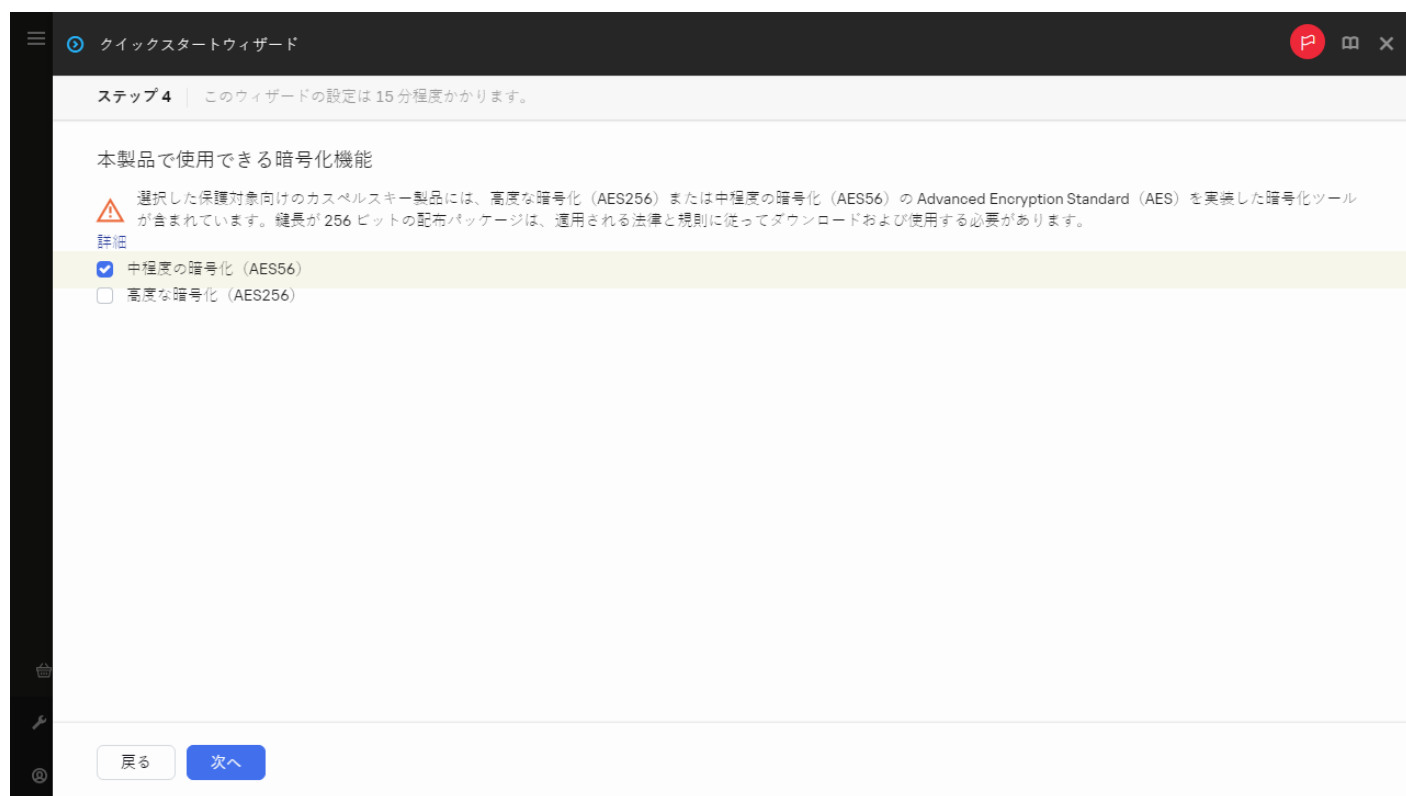 クイックスタートウィザード
ステップ 4 このウィザードの設定は 15 分程度かかります。
本製品で使用できる暗号化機能
選択した保護対象向けのカスペルスキー製品には、高度な暗号化（AES256）または中程度の暗号化（AES56）の Advanced Encryption Standard（AES）を実装した暗号化ツール
が含まれています。鍵長が 256 ビットの配布パッケージは、適用される法律と規則に従ってダウンロードおよび使用する必要があります。
詳細
中程度の暗号化（AES56）
高度な暗号化（AES256）
戻る 次へ